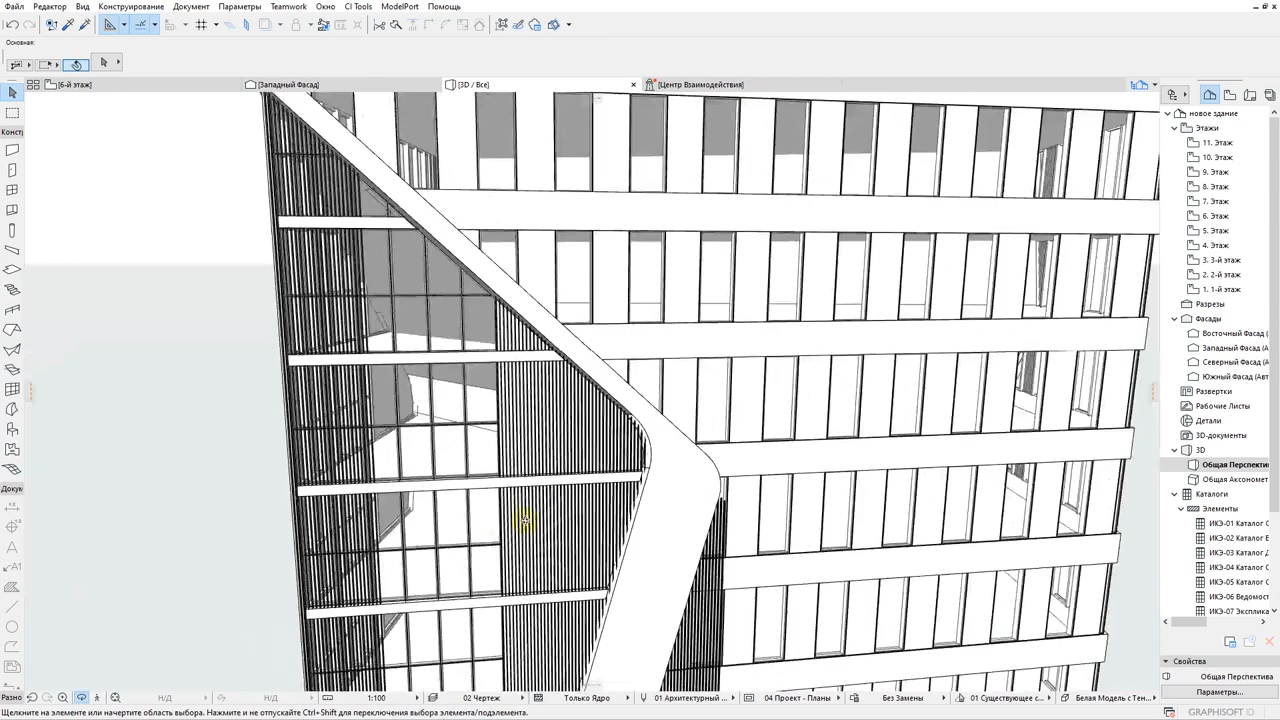 Файл Редактор Вид Конструирование Документ Параметры Teamwork Окно CI Tools ModelPort Помощь
Основная:
[6-й этаж] [Западный Фасад] [3D / Все] [Центр Взаимодействия]
Констр
Докум
Разно
новое здание
Этажи
11. Этаж
10. Этаж
9. Этаж
8. Этаж
7. Этаж
6. Этаж
5. Этаж
4. Этаж
3. 3-й Этаж
2. 2-й Этаж
1. 1-й Этаж
Разрезы
Фасады
Восточный Фасад (
Западный Фасад (А
Северный Фасад (А
Южный Фасад (Авт
Развертки
Рабочие Листы
Детали
3D-документы
3D
Общая Перспекти
Общая Аксономет
Каталоги
Элементы
ИКЭ-01 Каталог С
ИКЭ-02 Каталог Е
ИКЭ-03 Каталог Д
ИКЭ-04 Каталог О
ИКЭ-05 Каталог С
ИКЭ-06 Ведомост
ИКЭ-07 Эксплика
Свойства
Общая Перспектива
Параметры...
Н/Д Н/Д 1:100 02 Чертеж Только Ядро 01 Архитектурный ... 04 Проект - Планы Без Замены 01 Существующее с... Белая Модель с Тен...
Щелкните на элементе или начертите область выбора. Нажмите и не отпускайте Ctrl+Shift для переключения выбора элемента/подэлемента.
GRAPHISOFT ID